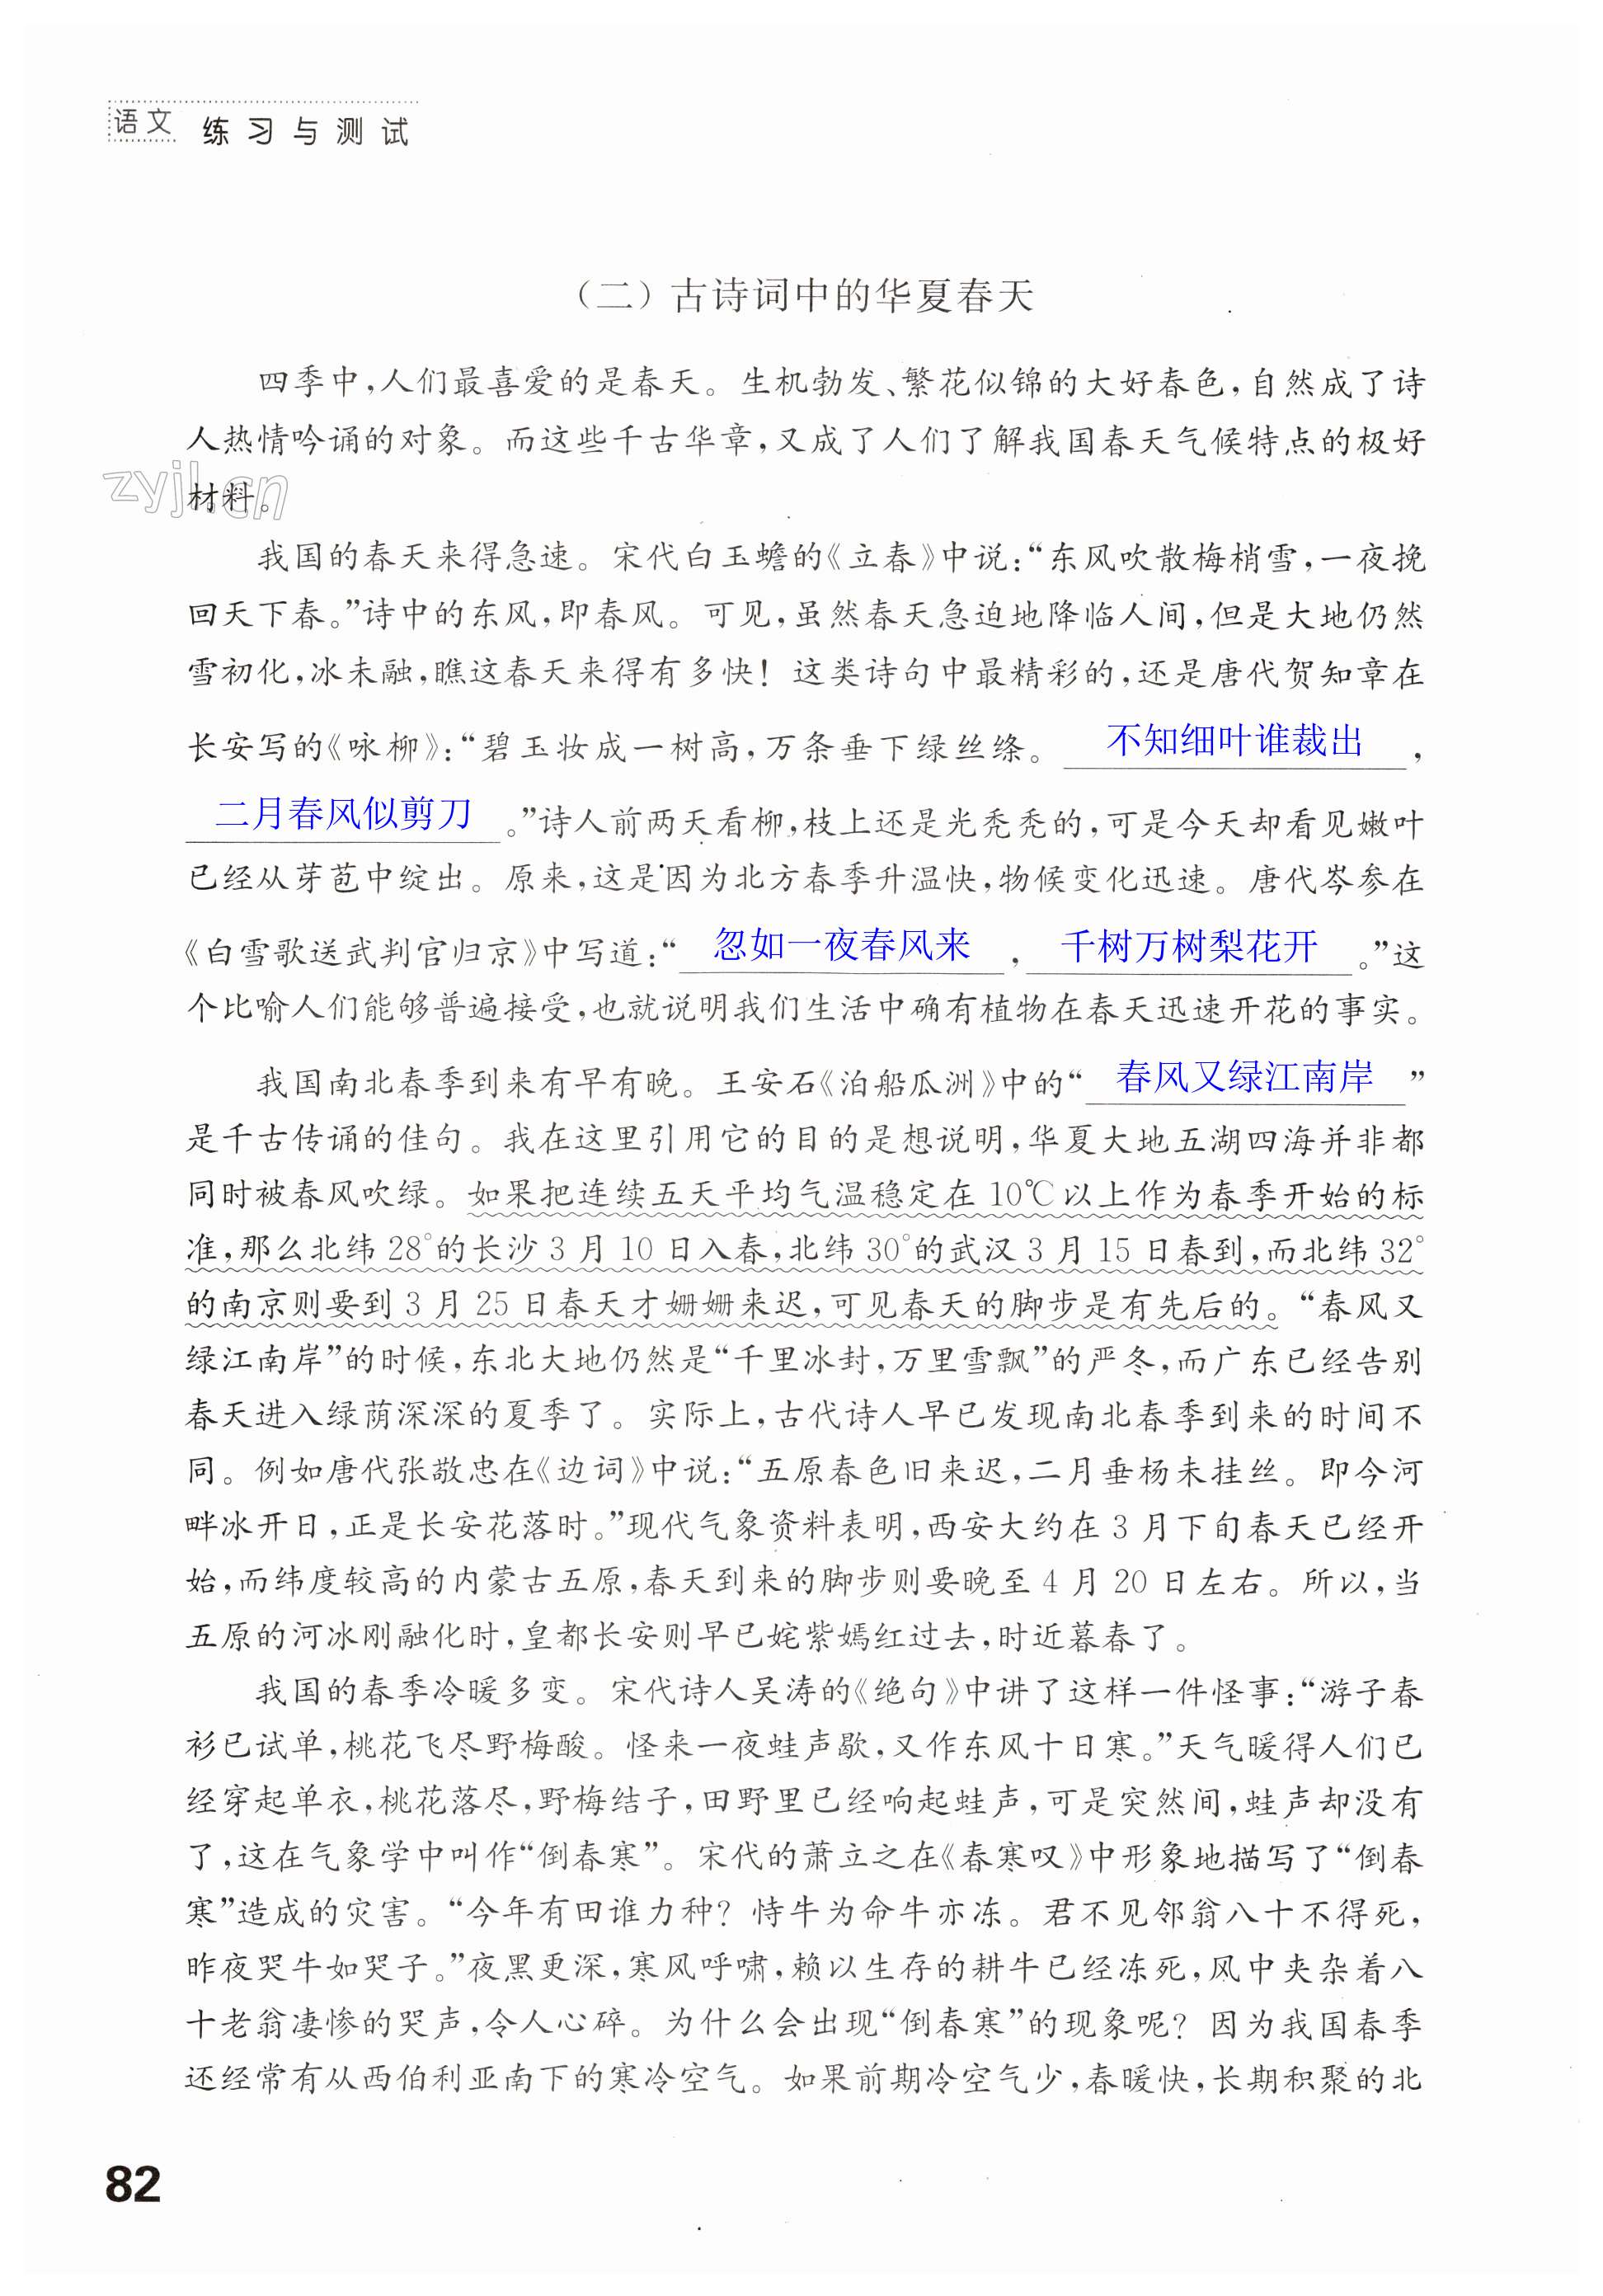 语文 练习与测试
（二）古诗词中的华夏春天
四季中，人们最喜爱的是春天。生机勃发、繁花似锦的大好春色，自然成了诗
人热情吟诵的对象。而这些千古华章，又成了人们了解我国春天气候特点的极好
材料。
zyjl.cn
我国的春天来得急速。宋代白玉蟾的《立春》中说：“东风吹散梅梢雪，一夜挽
回天下春。”诗中的东风，即春风。可见，虽然春天急迫地降临人间，但是大地仍然
雪初化，冰未融，瞧这春天来得有多快！这类诗句中最精彩的，还是唐代贺知章在
长安写的《咏柳》：“碧玉妆成一树高，万条垂下绿丝绦。不知细叶谁裁出，
二月春风似剪刀。”诗人前两天看柳，枝上还是光秃秃的，可是今天却看见嫩叶
已经从芽苞中绽出。原来，这是因为北方春季升温快，物候变化迅速。唐代岑参在
《白雪歌送武判官归京》中写道：“忽如一夜春风来，千树万树梨花开。”这
个比喻人们能够普遍接受，也就说明我们生活中确有植物在春天迅速开花的事实。
我国南北春季到来有早有晚。王安石《泊船瓜洲》中的“春风又绿江南岸”
是千古传诵的佳句。我在这里引用它的目的是想说明，华夏大地五湖四海并非都
同时被春风吹绿。如果把连续五天平均气温稳定在10℃以上作为春季开始的标
准，那么北纬28°的长沙3月10日入春，北纬30°的武汉3月15日春到，而北纬32°
的南京则要到3月25日春天才姗姗来迟，可见春天的脚步是有先后的。“春风又
绿江南岸”的时候，东北大地仍然是“千里冰封，万里雪飘”的严冬，而广东已经告别
春天进入绿荫深深的夏季了。实际上，古代诗人早已发现南北春季到来的时间不
同。例如唐代张敬忠在《边词》中说：“五原春色旧来迟，二月垂杨未挂丝。即今河
畔冰开日，正是长安花落时。”现代气象资料表明，西安大约在3月下旬春天已经开
始，而纬度较高的内蒙古五原，春天到来的脚步则要晚至4月20日左右。所以，当
五原的河冰刚融化时，皇都长安则早已姹紫嫣红过去，时近暮春了。
我国的春季冷暖多变。宋代诗人吴涛的《绝句》中讲了这样一件怪事：“游子春
衫已试单，桃花飞尽野梅酸。怪来一夜蛙声歇，又作东风十日寒。”天气暖得人们已
经穿起单衣，桃花落尽，野梅结子，田野里已经响起蛙声，可是突然间，蛙声却没有
了，这在气象学中叫作“倒春寒”。宋代的萧立之在《春寒叹》中形象地描写了“倒春
寒”造成的灾害。“今年有田谁力种？恃牛为命牛亦冻。君不见邻翁八十不得死，
昨夜哭牛如哭子。”夜黑更深，寒风呼啸，赖以生存的耕牛已经冻死，风中夹杂着八
十老翁凄惨的哭声，令人心碎。为什么会出现“倒春寒”的现象呢？因为我国春季
还经常有从西伯利亚南下的寒冷空气。如果前期冷空气少，春暖快，长期积聚的北
82